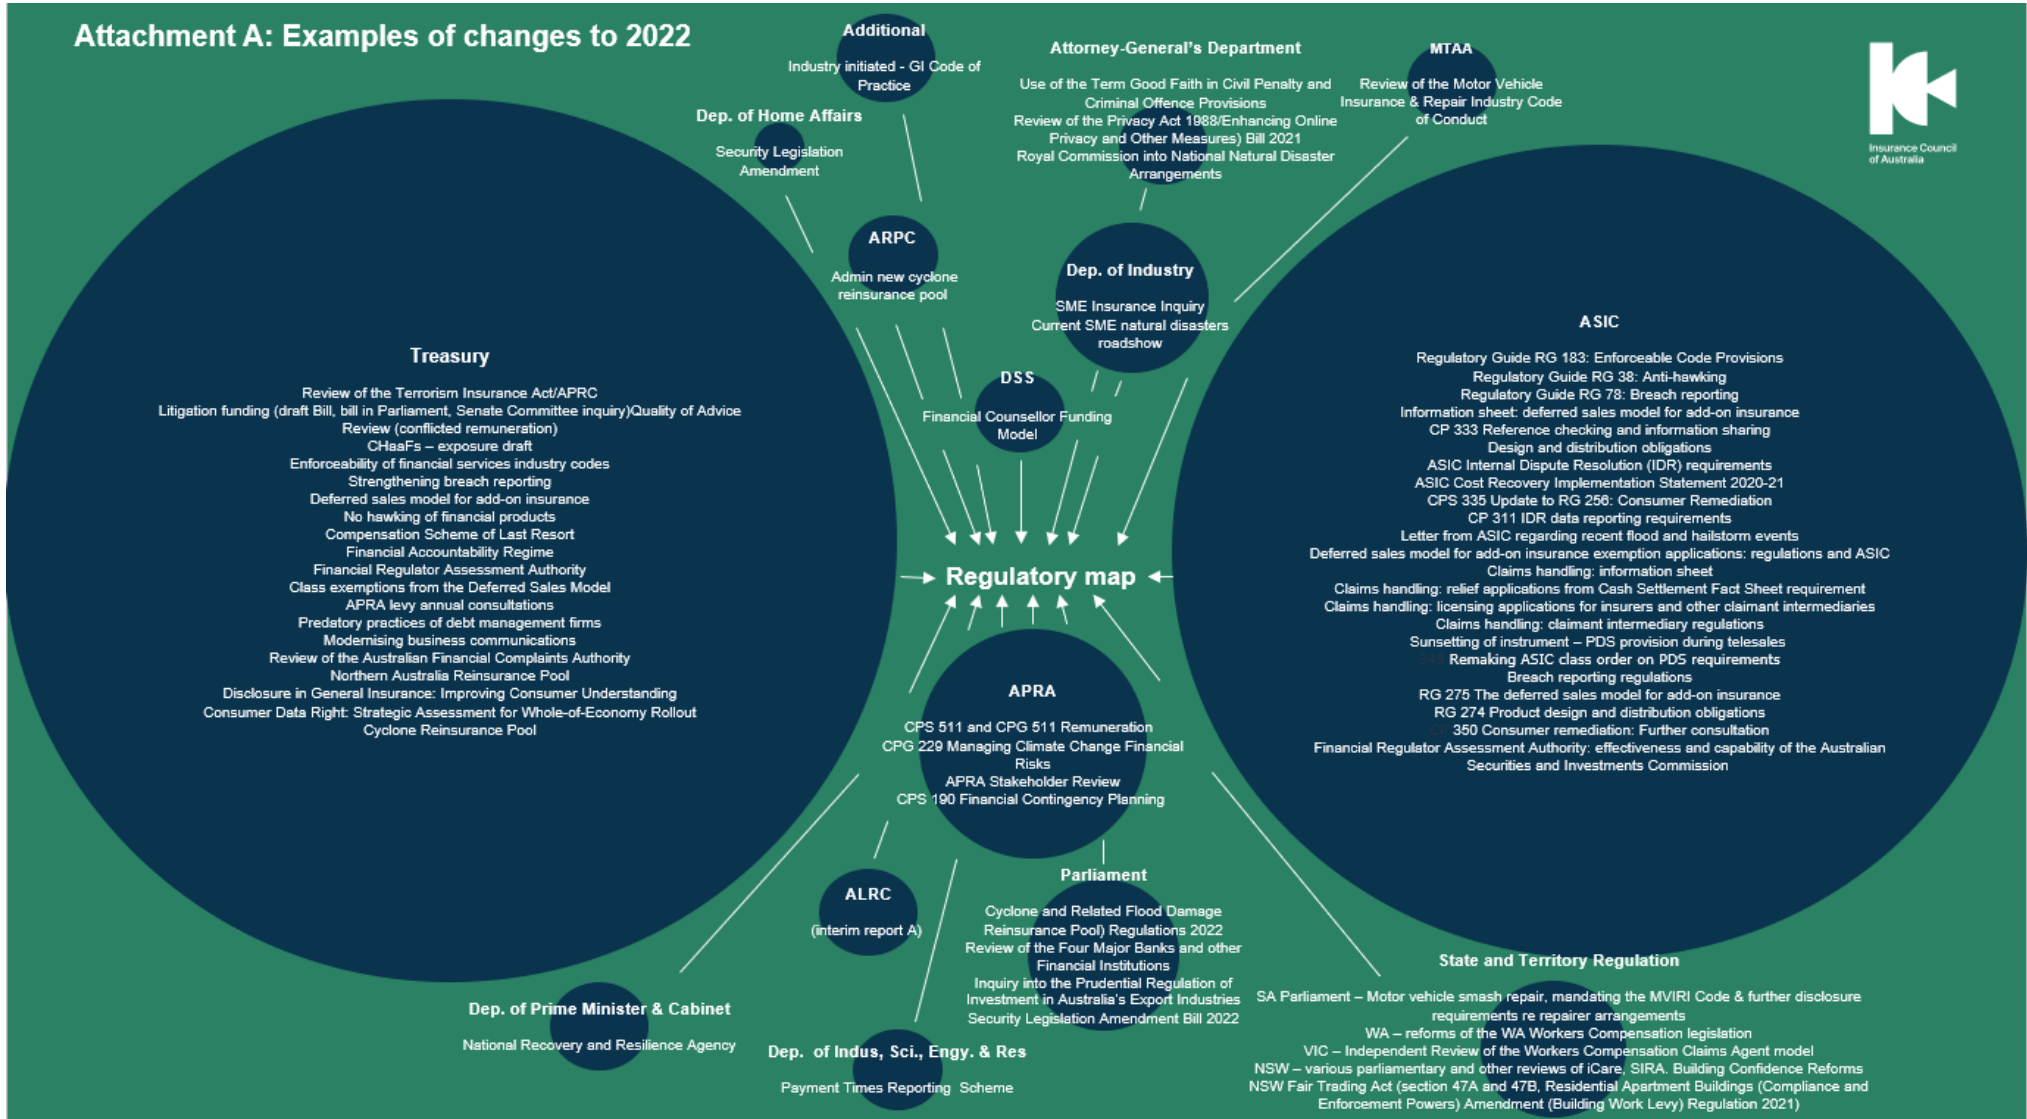 Attachment A: Examples of changes to 2022
Additional
Industry initiated - GI Code of
Practice
Dep. of Home Affairs
Security Legislation
Amendment
Attorney-General's Department
Use of the Term Good Faith in Civil Penalty and
Criminal Offence Provisions
Review of the Privacy Act 1988/Enhancing Online
Privacy and Other Measures) Bill 2021
Royal Commission into National Natural Disaster
Arrangements
MTAA
Review of the Motor Vehicle
Insurance & Repair Industry Code
of Conduct
Insurance Council
of Australia
ARPC
Admin new cyclone
reinsurance pool
Dep. of Industry
SME Insurance Inquiry
Current SME natural disasters
roadshow
DSS
Financial Counsellor Funding
Model
Treasury
Review of the Terrorism Insurance Act/APRC
Litigation funding (draft Bill, bill in Parliament, Senate Committee inquiry)Quality of Advice
Review (conflicted remuneration)
CHaaFs – exposure draft
Enforceability of financial services industry codes
Strengthening breach reporting
Deferred sales model for add-on insurance
No hawking of financial products
Compensation Scheme of Last Resort
Financial Accountability Regime
Financial Regulator Assessment Authority
Class exemptions from the Deferred Sales Model
APRA levy annual consultations
Predatory practices of debt management firms
Modernising business communications
Review of the Australian Financial Complaints Authority
Northern Australia Reinsurance Pool
Disclosure in General Insurance: Improving Consumer Understanding
Consumer Data Right: Strategic Assessment for Whole-of-Economy Rollout
Cyclone Reinsurance Pool
Regulatory map
ASIC
Regulatory Guide RG 183: Enforceable Code Provisions
Regulatory Guide RG 38: Anti-hawking
Regulatory Guide RG 78: Breach reporting
Information sheet: deferred sales model for add-on insurance
CP 333 Reference checking and information sharing
Design and distribution obligations
ASIC Internal Dispute Resolution (IDR) requirements
ASIC Cost Recovery Implementation Statement 2020-21
CPS 335 Update to RG 256: Consumer Remediation
CP 311 IDR data reporting requirements
Letter from ASIC regarding recent flood and hailstorm events
Deferred sales model for add-on insurance exemption applications: regulations and ASIC
Claims handling: information sheet
Claims handling: relief applications from Cash Settlement Fact Sheet requirement
Claims handling: licensing applications for insurers and other claimant intermediaries
Claims handling: claimant intermediary regulations
Sunsetting of instrument – PDS provision during telesales
Remaking ASIC class order on PDS requirements
Breach reporting regulations
RG 275 The deferred sales model for add-on insurance
RG 274 Product design and distribution obligations
CP 350 Consumer remediation: Further consultation
Financial Regulator Assessment Authority: effectiveness and capability of the Australian
Securities and Investments Commission
APRA
CPS 511 and CPG 511 Remuneration
CPG 229 Managing Climate Change Financial
Risks
APRA Stakeholder Review
CPS 190 Financial Contingency Planning
ALRC
(interim report A)
Parliament
Cyclone and Related Flood Damage
Reinsurance Pool) Regulations 2022
Review of the Four Major Banks and other
Financial Institutions
Inquiry into the Prudential Regulation of
Investment in Australia's Export Industries
Security Legislation Amendment Bill 2022
Dep. of Prime Minister & Cabinet
National Recovery and Resilience Agency
Dep. of Indus, Sci., Engy. & Res
Payment Times Reporting Scheme
State and Territory Regulation
SA Parliament – Motor vehicle smash repair, mandating the MVIRI Code & further disclosure
requirements re repairer arrangements
WA – reforms of the WA Workers Compensation legislation
VIC – Independent Review of the Workers Compensation Claims Agent model
NSW – various parliamentary and other reviews of iCare, SIRA. Building Confidence Reforms
NSW Fair Trading Act (section 47A and 47B, Residential Apartment Buildings (Compliance and
Enforcement Powers) Amendment (Building Work Levy) Regulation 2021)